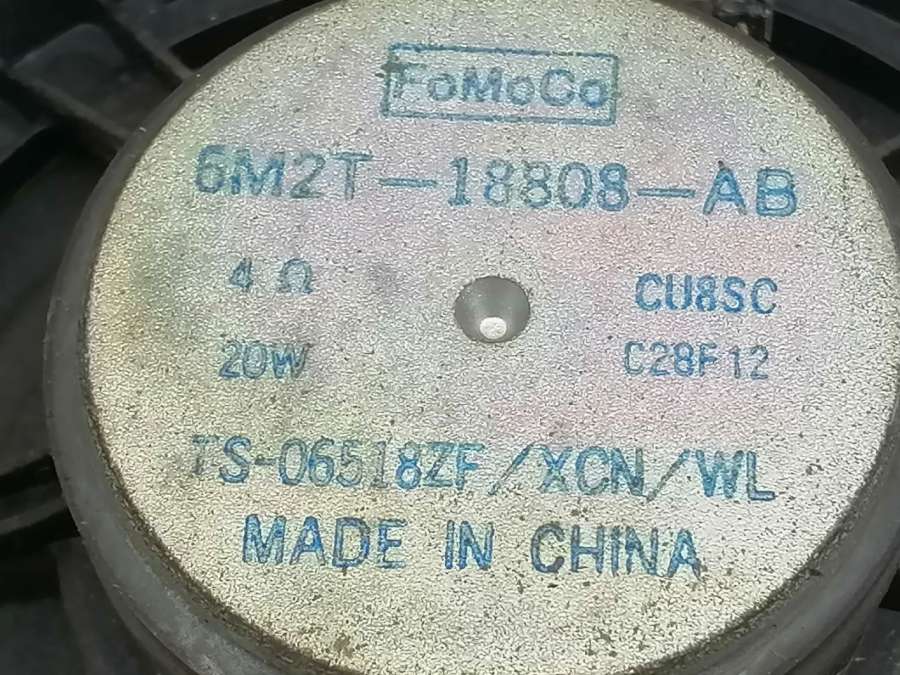 FoMoCo
6M2T-18808-AB
4 Ω
CU8SC
20W
C28F12
TS-06518ZF/XCN/WL
MADE IN CHINA